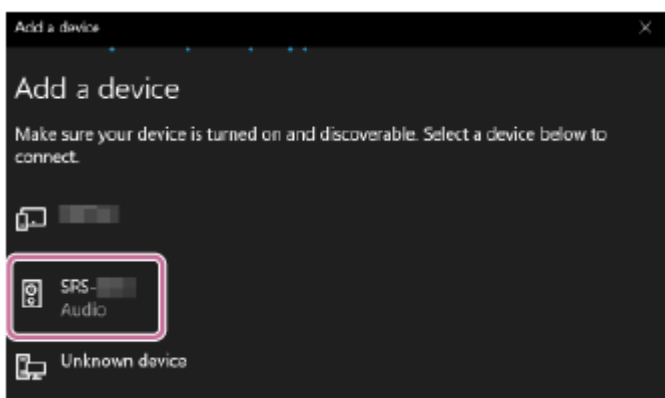 Add a device
Add a device
Make sure your device is turned on and discoverable. Select a device below to
connect.
SRS-
Audio
Unknown device